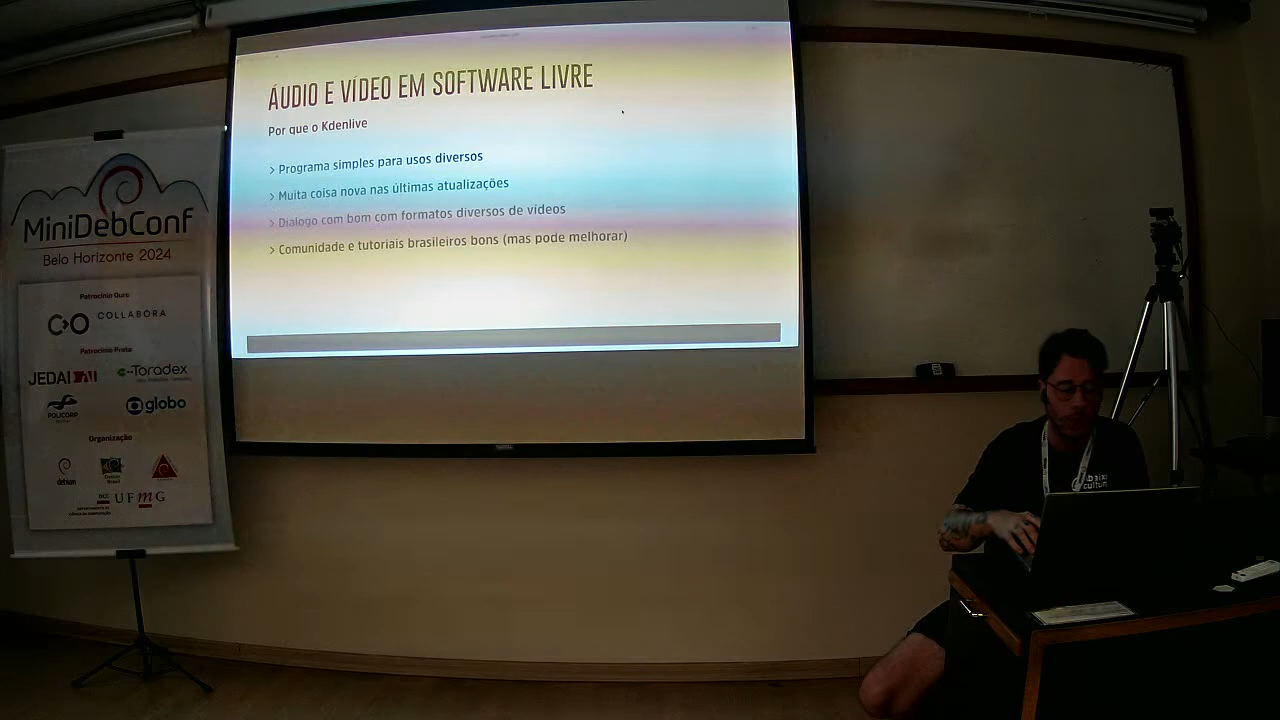 ÁUDIO E VÍDEO EM SOFTWARE LIVRE
Por que o Kdenlive
> Programa simples para usos diversos
> Muita coisa nova nas últimas atualizações
> Dialogo com bom com formatos diversos de vídeos
> Comunidade e tutoriais brasileiros bons (mas pode melhorar)
MiniDebConf
Belo Horizonte 2024
Patrocínio Ouro
COLLABORA
Patrocínio Prata
JEDAI
Toradex
POLICORP
globo
Organização
debian
UFMG